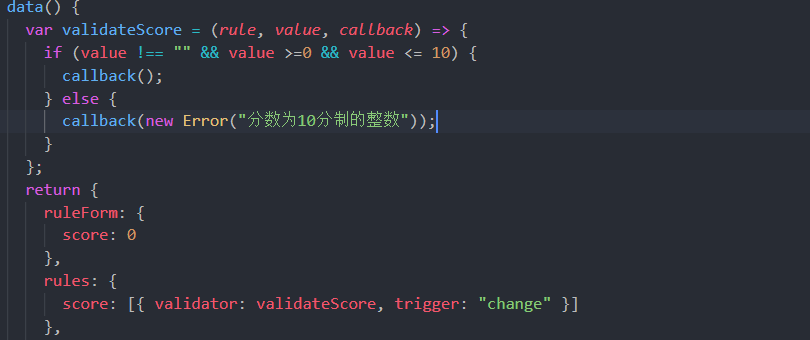 data() {
var validateScore = (rule, value, callback) => {
if (value !== "" && value >=0 && value <= 10) {
callback();
} else {
callback(new Error("分数为10分制的整数"));
}
};
return {
ruleForm: {
score: 0
},
rules: {
score: [{ validator: validateScore, trigger: "change" }]
},